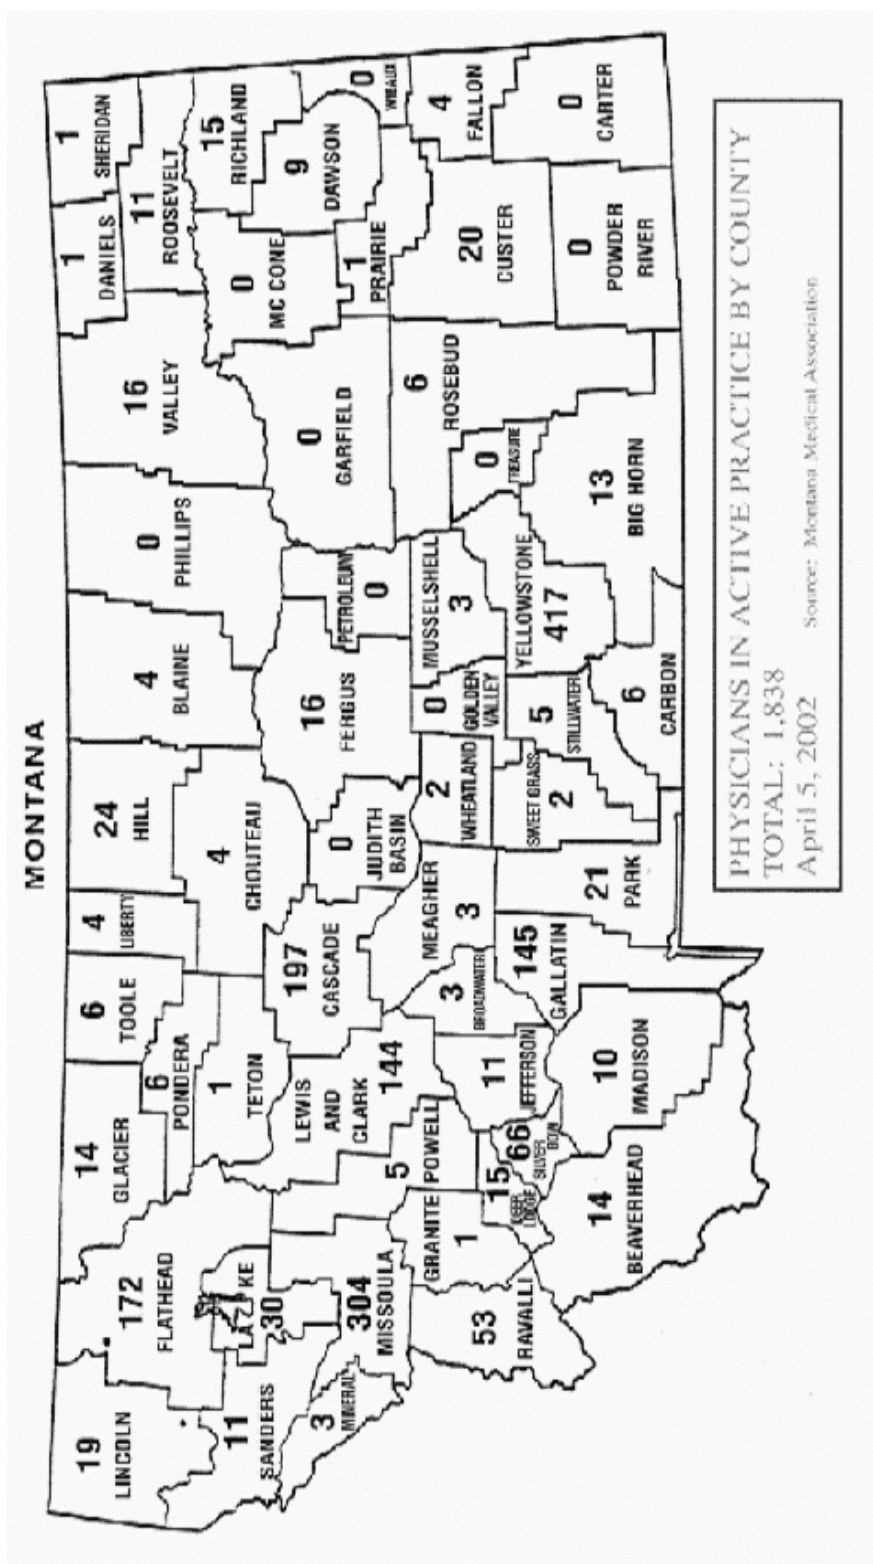 MONTANA
19
LINCOLN
172
FLATHEAD
14
GLACIER
6
TOOLE
4
LIBERTY
24
HILL
4
BLAINE
0
PHILLIPS
16
VALLEY
1
DANIELS
1
SHERIDAN
11
ROOSEVELT
6
PONDERA
1
TETON
4
CHOUTEAU
11
SANDERS
LAKE
30
3
MINERAL
304
MISSOULA
5
POWELL
LEWIS
AND
CLARK
144
197
CASCADE
0
JUDITH
BASIN
16
FERGUS
PETROLEUM
0
0
GARFIELD
0
MC CONE
15
RICHLAND
9
DAWSON
1
PRAIRIE
0
WIBAUX
4
FALLON
53
RAVALLI
GRANITE
1
15
DEER
LODGE
66
SILVER
BOW
11
JEFFERSON
3
BROADWATER
MEAGHER
3
2
WHEATLAND
0
GOLDEN
VALLEY
MUSSELSHELL
3
6
ROSEBUD
0
TREASURE
20
CUSTER
14
BEAVERHEAD
10
MADISON
145
GALLATIN
21
PARK
SWEET GRASS
2
5
STILLWATER
YELLOWSTONE
417
6
CARBON
13
BIG HORN
0
POWDER
RIVER
0
CARTER
PHYSICIANS IN ACTIVE PRACTICE BY COUNTY
TOTAL: 1,838
April 5, 2002 Source: Montana Medical Association